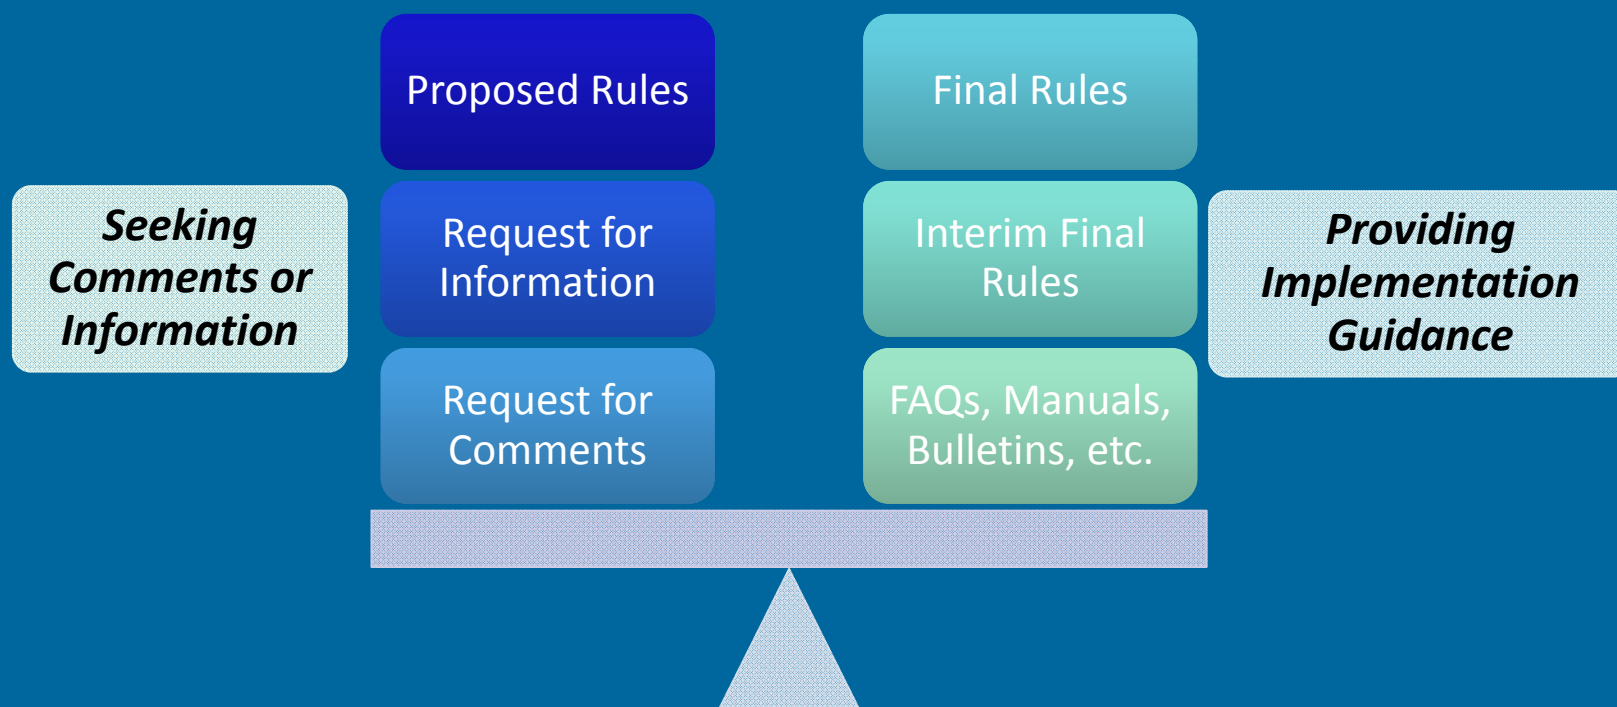 Proposed Rules
Final Rules
Seeking
Comments or
Information
Request for
Information
Interim Final
Rules
Providing
Implementation
Guidance
Request for
Comments
FAQs, Manuals,
Bulletins, etc.